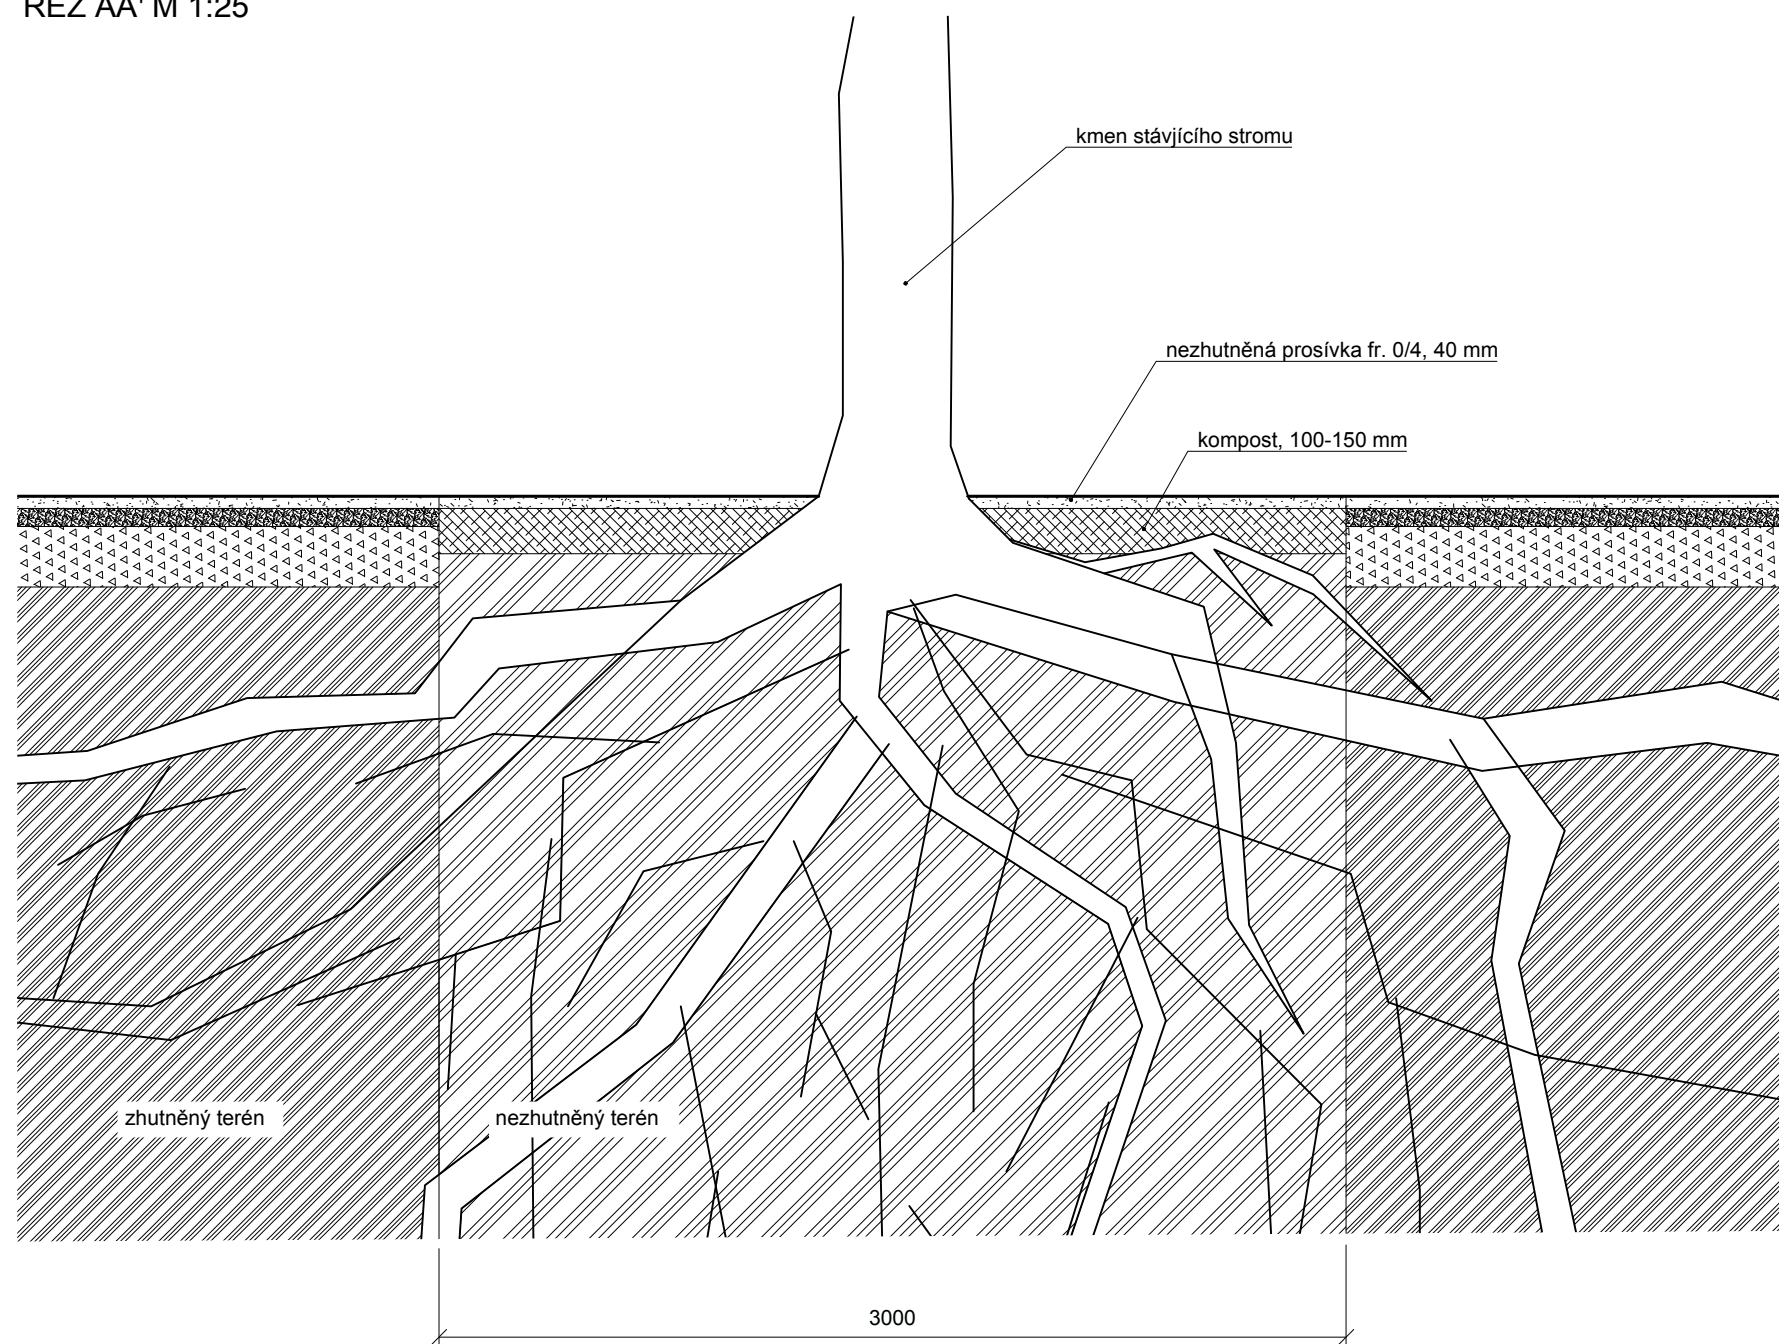 ŘEZ AA' M 1:25
kmen stávjícího stromu
nezhutněná prosívka fr. 0/4, 40 mm
kompost, 100-150 mm
zhutněný terén
nezhutněný terén
3000